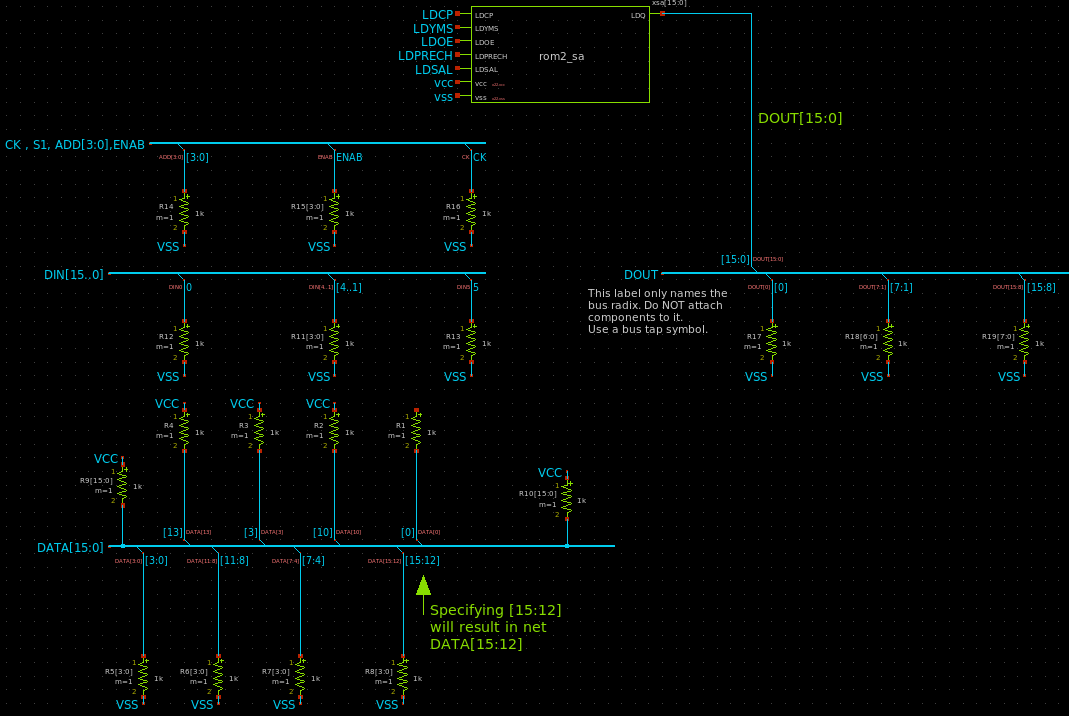 xsa[15:0]
LDCP LDCP LDQ
LDYMS LDYMS
LDOE LDOE
LDPRECH LDPRECH rom2_sa
LDSAL LDSAL
VCC vcc
VSS vss
DOUT[15:0]
CK , S1, ADD[3:0],ENAB
ADD[3:0] [3:0] ENAB ENAB CK CK
R14 1 m=1 2 1k
R15[3:0] 1 m=1 2 1k
R16 1 m=1 2 1k
VSS VSS VSS
DIN[15..0]
DIN0 0 DIN[4..1] [4..1] DIN5 5
R12 1 m=1 2 1k
R11[3:0] 1 m=1 2 1k
R13 1 m=1 2 1k
VSS VSS VSS
[15:0] DOUT[15:0]
DOUT
DOUT[0] [0] DOUT[7:1] [7:1] DOUT[15:8] [15:8]
This label only names the
bus radix. Do NOT attach
components to it.
Use a bus tap symbol.
R17 1 m=1 2 1k
R18[6:0] 1 m=1 2 1k
R19[7:0] 1 m=1 2 1k
VSS VSS VSS
VCC VCC VCC
R4 1 m=1 2 1k
R3 1 m=1 2 1k
R2 1 m=1 2 1k
R1 1 m=1 2 1k
VCC
R9[15:0] 1 m=1 2 1k
VCC
R10[15:0] 1 m=1 2 1k
[13] DATA[13] [3] DATA[3] [10] DATA[10] [0] DATA[0]
DATA[15:0]
DATA[3:0] [3:0] DATA[11:8] [11:8] DATA[7:4] [7:4] DATA[15:12] [15:12]
Specifying [15:12]
will result in net
DATA[15:12]
R5[3:0] 1 m=1 2 1k
R6[3:0] 1 m=1 2 1k
R7[3:0] 1 m=1 2 1k
R8[3:0] 1 m=1 2 1k
VSS VSS VSS VSS